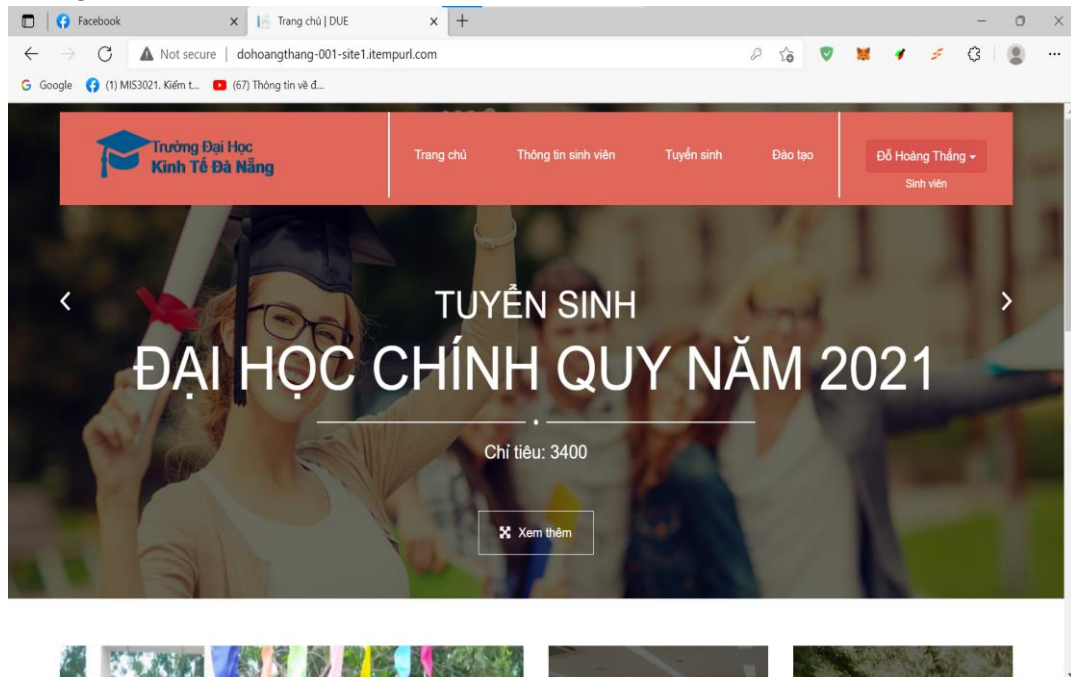 Facebook
Trang chủ | DUE
Not secure | dohoangthang-001-site1.itempurl.com
Google (1) MIS3021. Kiểm t... (67) Thông tin về đ...
Trường Đại Học
Kinh Tế Đà Nẵng
Trang chủ Thông tin sinh viên Tuyển sinh Đào tạo
Đỗ Hoàng Thắng
Sinh viên
TUYỂN SINH
ĐẠI HỌC CHÍNH QUY NĂM 2021
Chỉ tiêu: 3400
Xem thêm